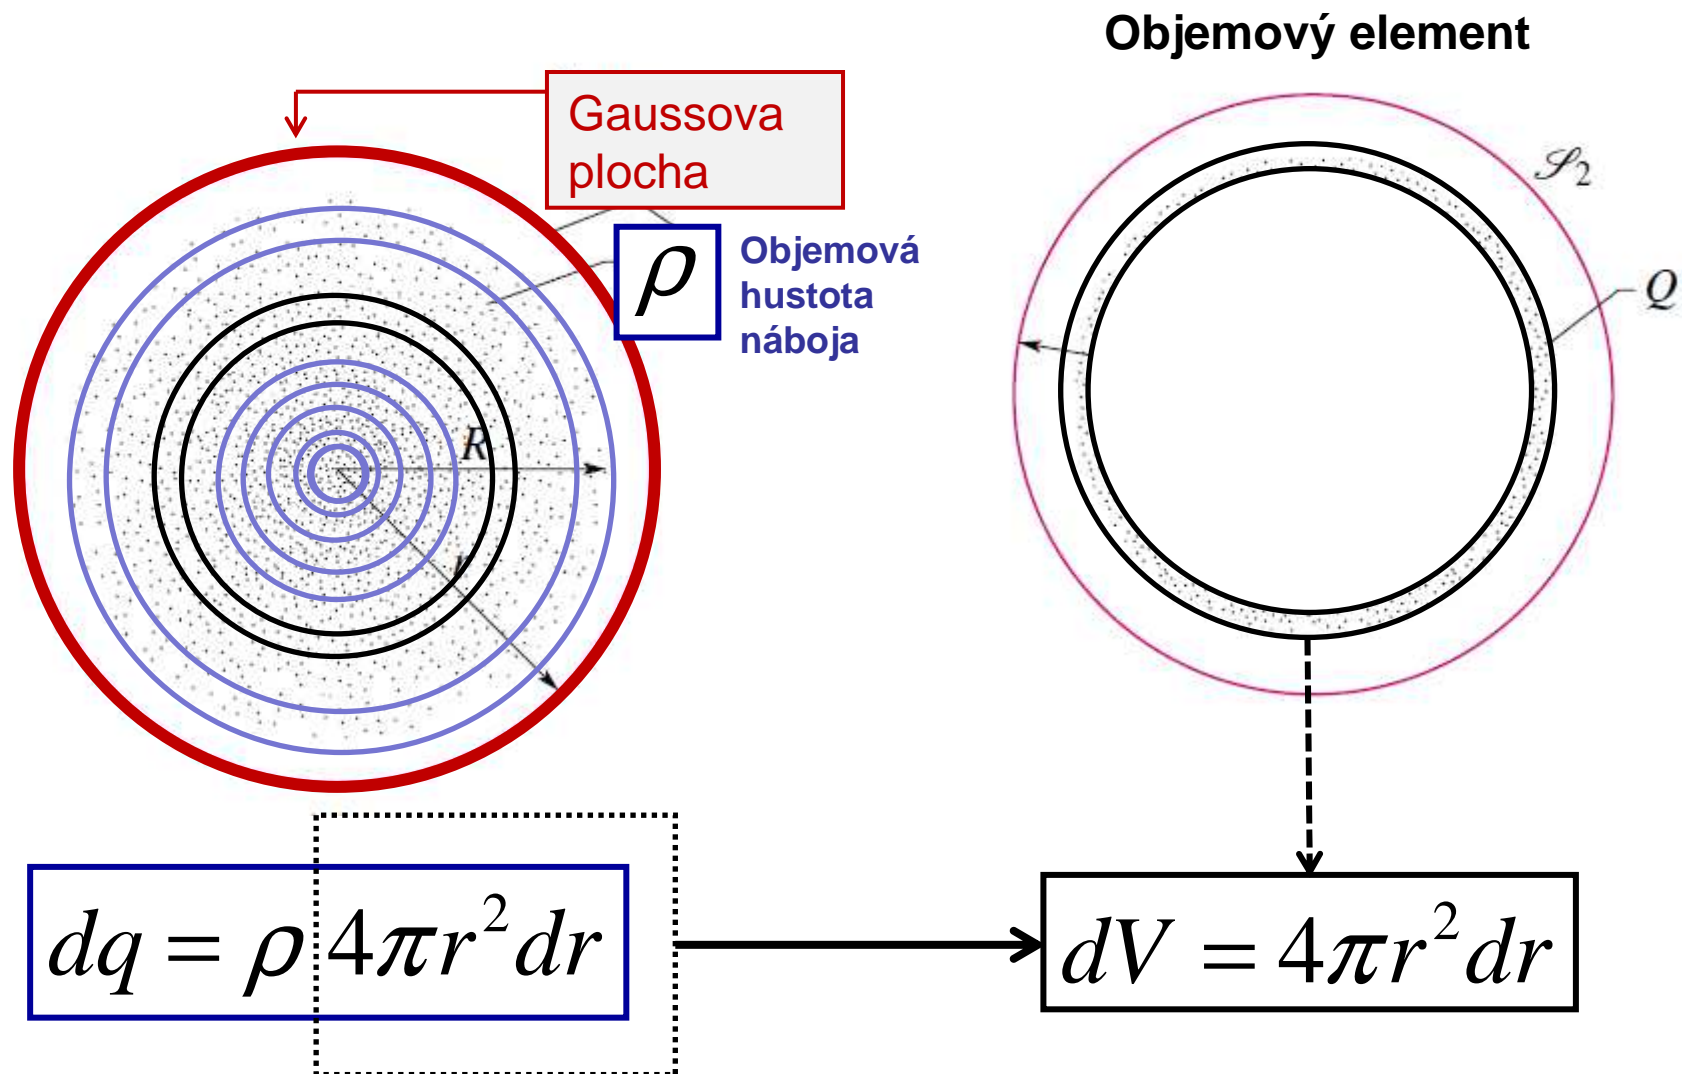 Objemový element
Gaussova
plocha
ρ
Objemová
hustota
náboja
𝒮₂
Q
R
r
dq = ρ 4πr² dr
dV = 4πr² dr